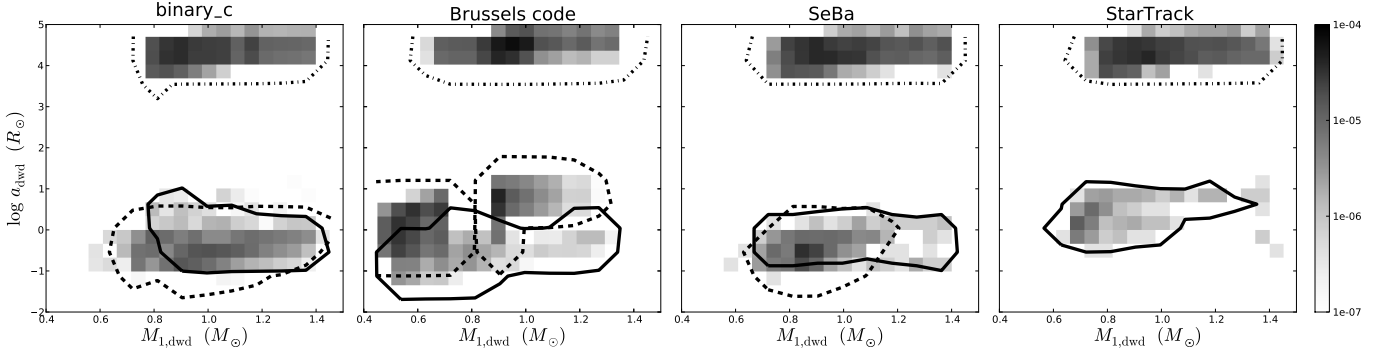 binary_c Brussels code SeBa StarTrack
5
4
3
2
1
0
−1
−2
log a_dwd (R_⊙)
0.4 0.6 0.8 1.0 1.2 1.4
M_1,dwd (M_⊙)
0.4 0.6 0.8 1.0 1.2 1.4
M_1,dwd (M_⊙)
0.4 0.6 0.8 1.0 1.2 1.4
M_1,dwd (M_⊙)
0.4 0.6 0.8 1.0 1.2 1.4
M_1,dwd (M_⊙)
1e-04
1e-05
1e-06
1e-07